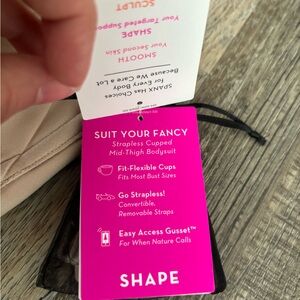 SCULPT
Your Targeted Suppor
SHAPE
Your Second Skin
SMOOTH
Because We Care a Lot
for Every Body
SPANX Has Choices
SUIT YOUR FANCY
Strapless Cupped
Mid-Thigh Bodysuit
Fit-Flexible Cups
Fits Most Bust Sizes
Go Strapless!
Convertible,
Removable Straps
Easy Access Gusset™
For When Nature Calls
SHAPE